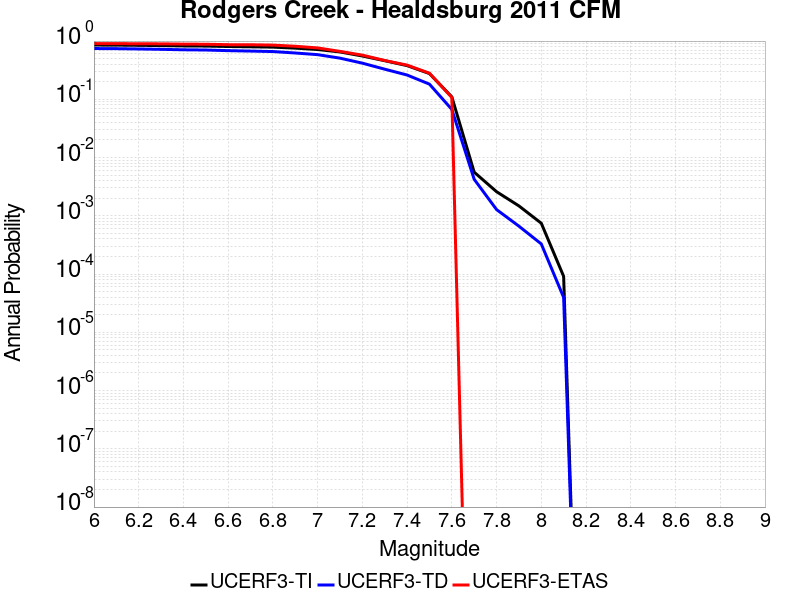 Rodgers Creek - Healdsburg 2011 CFM
Annual Probability
10^0
10^-1
10^-2
10^-3
10^-4
10^-5
10^-6
10^-7
10^-8
6 6.2 6.4 6.6 6.8 7 7.2 7.4 7.6 7.8 8 8.2 8.4 8.6 8.8 9
Magnitude
UCERF3-TI UCERF3-TD UCERF3-ETAS